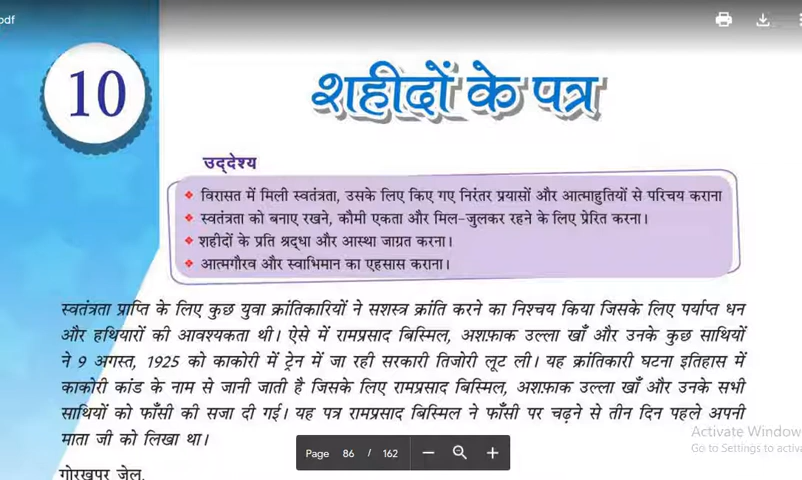 pdf
10
शहीदों के पत्र
उद्देश्य
❖ विरासत में मिली स्वतंत्रता, उसके लिए किए गए निरंतर प्रयासों और आत्माहुतियों से परिचय कराना
❖ स्वतंत्रता को बनाए रखने, कौमी एकता और मिल-जुलकर रहने के लिए प्रेरित करना।
❖ शहीदों के प्रति श्रद्धा और आस्था जाग्रत करना।
❖ आत्मगौरव और स्वाभिमान का एहसास कराना।
स्वतंत्रता प्राप्ति के लिए कुछ युवा क्रांतिकारियों ने सशस्त्र क्रांति करने का निश्चय किया जिसके लिए पर्याप्त धन
और हथियारों की आवश्यकता थी। ऐसे में रामप्रसाद बिस्मिल, अशफ़ाक उल्ला खाँ और उनके कुछ साथियों
ने 9 अगस्त, 1925 को काकोरी में ट्रेन में जा रही सरकारी तिजोरी लूट ली। यह क्रांतिकारी घटना इतिहास में
काकोरी कांड के नाम से जानी जाती है जिसके लिए रामप्रसाद बिस्मिल, अशफ़ाक उल्ला खाँ और उनके सभी
साथियों को फाँसी की सजा दी गई। यह पत्र रामप्रसाद बिस्मिल ने फाँसी पर चढ़ने से तीन दिन पहले अपनी
माता जी को लिखा था।
Activate Window
Go to Settings to activa
Page 86 / 162
गोरखपुर जेल,